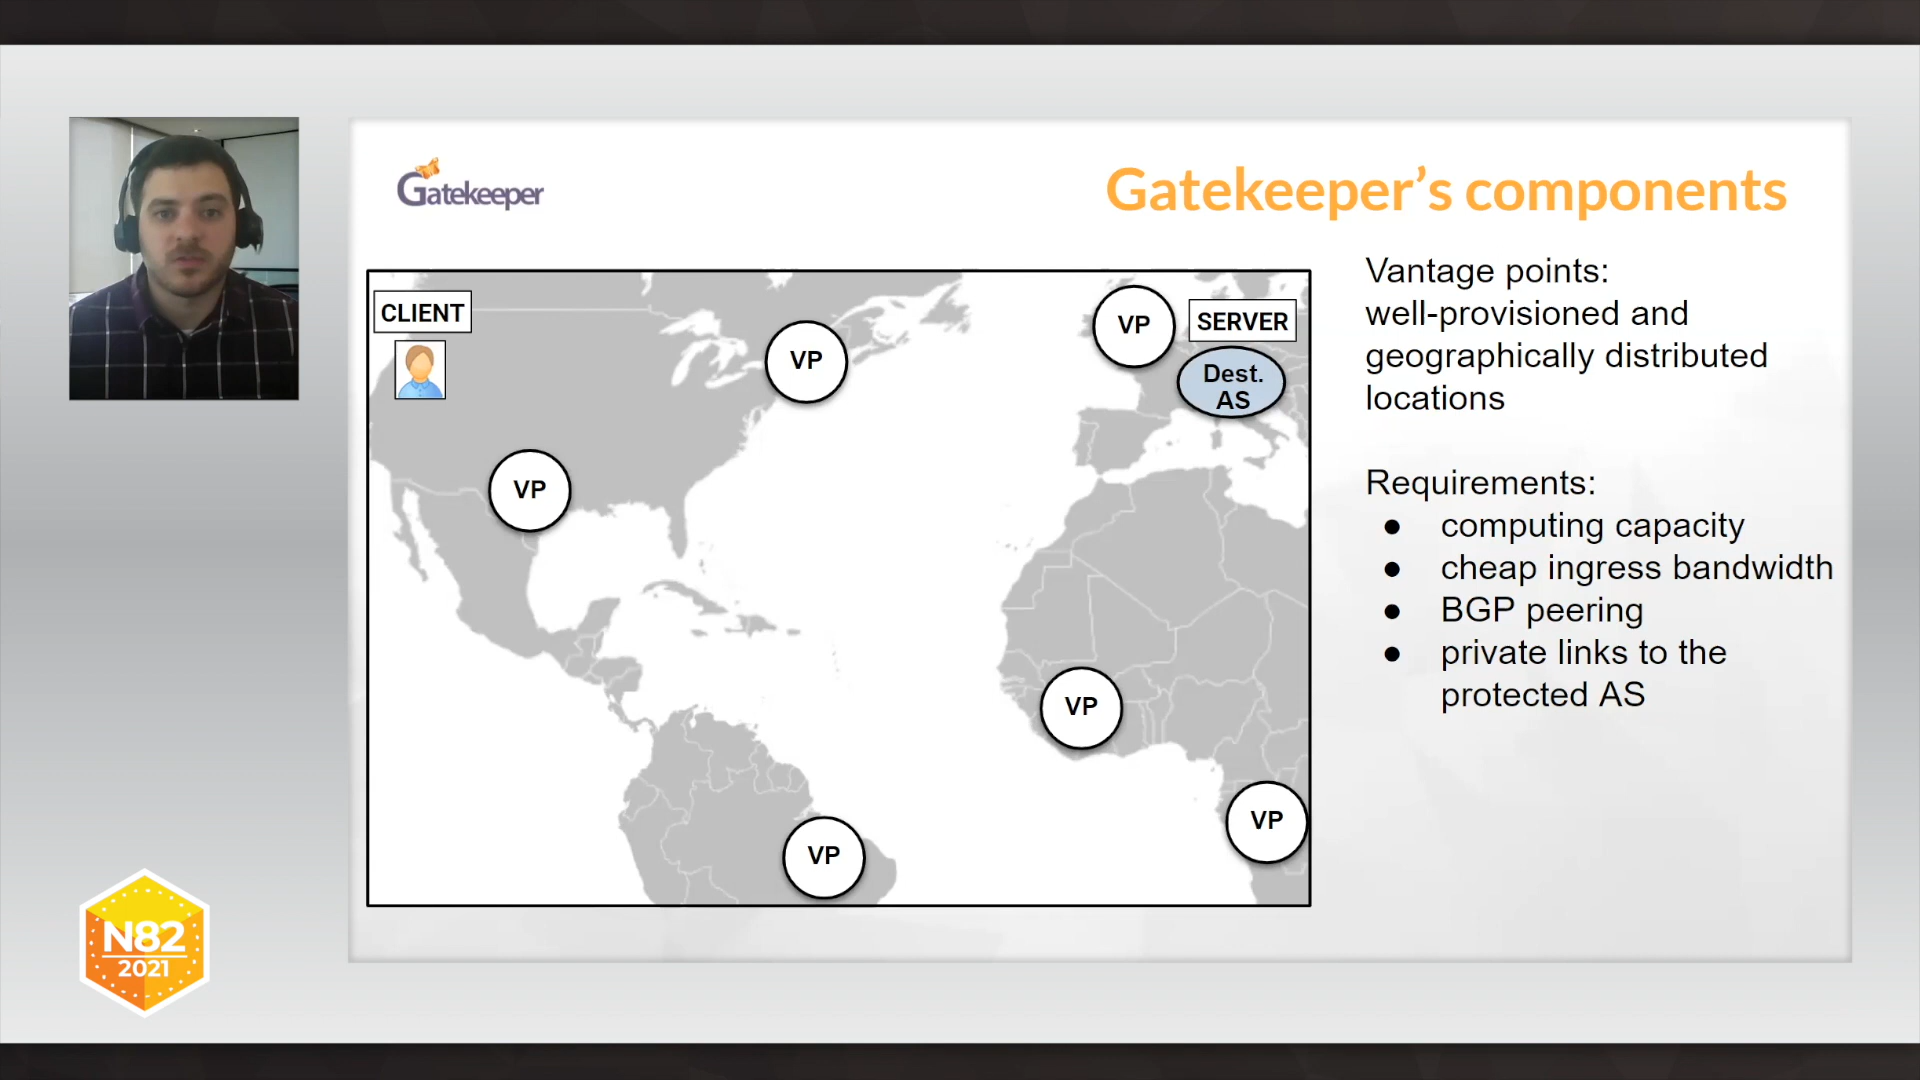 Gatekeeper
Gatekeeper's components
CLIENT
VP
VP
SERVER
Dest.
AS
VP
VP
VP
VP
Vantage points:
well-provisioned and
geographically distributed
locations
Requirements:
● computing capacity
● cheap ingress bandwidth
● BGP peering
● private links to the
protected AS
N82
2021